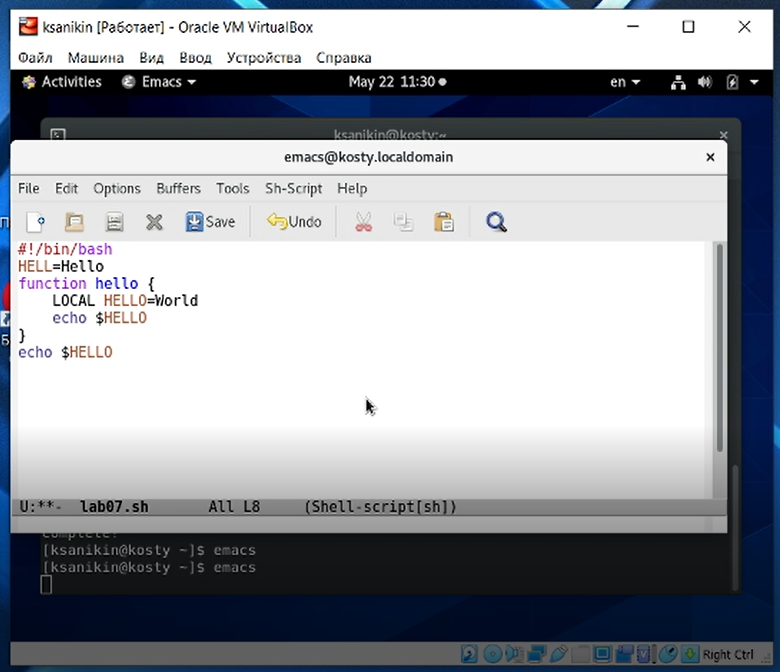 ksanikin [Работает] - Oracle VM VirtualBox
Файл Машина Вид Ввод Устройства Справка
Activities Emacs May 22 11:30 en
ksanikin@kosty:~
emacs@kosty.localdomain
File Edit Options Buffers Tools Sh-Script Help
Save Undo
#!/bin/bash
HELL=Hello
function hello {
    LOCAL HELLO=World
    echo $HELLO
}
echo $HELLO
U:**- lab07.sh All L8 (Shell-script[sh])
Complete!
[ksanikin@kosty ~]$ emacs
[ksanikin@kosty ~]$ emacs
Right Ctrl